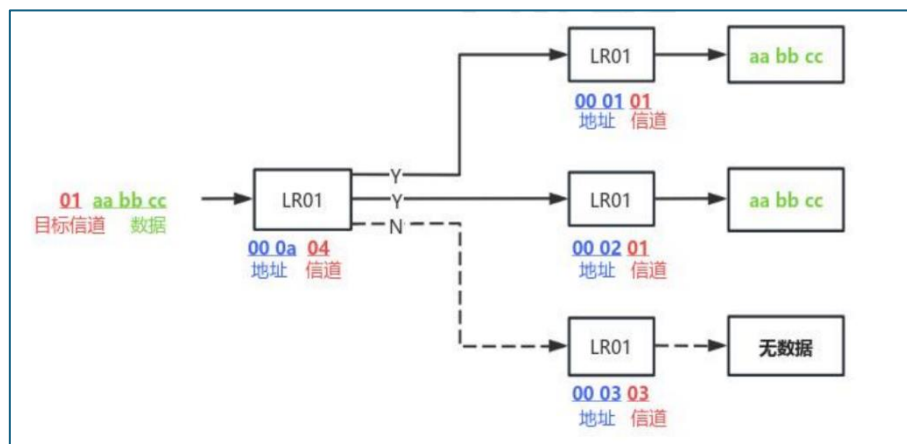 LR01
aa bb cc
00 01 01
地址 信道
Y
01 aa bb cc
目标信道 数据
LR01
Y
LR01
aa bb cc
N
00 0a 04
地址 信道
00 02 01
地址 信道
LR01
无数据
00 03 03
地址 信道